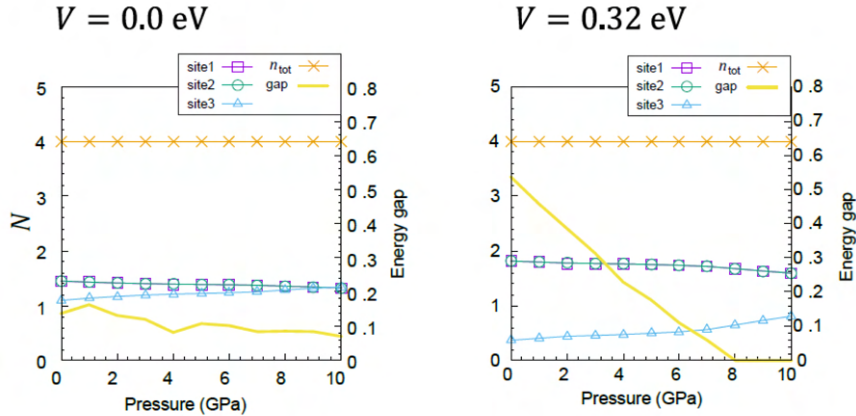 V = 0.0 eV
site1 n_tot
site2 gap
site3
5
4
3
2
1
0
N
0.8
0.7
0.6
0.5
0.4
0.3
0.2
0.1
0
Energy gap
0 2 4 6 8 10
Pressure (GPa)
V = 0.32 eV
site1 n_tot
site2 gap
site3
5
4
3
2
1
0
0.8
0.7
0.6
0.5
0.4
0.3
0.2
0.1
0
Energy gap
0 2 4 6 8 10
Pressure (GPa)